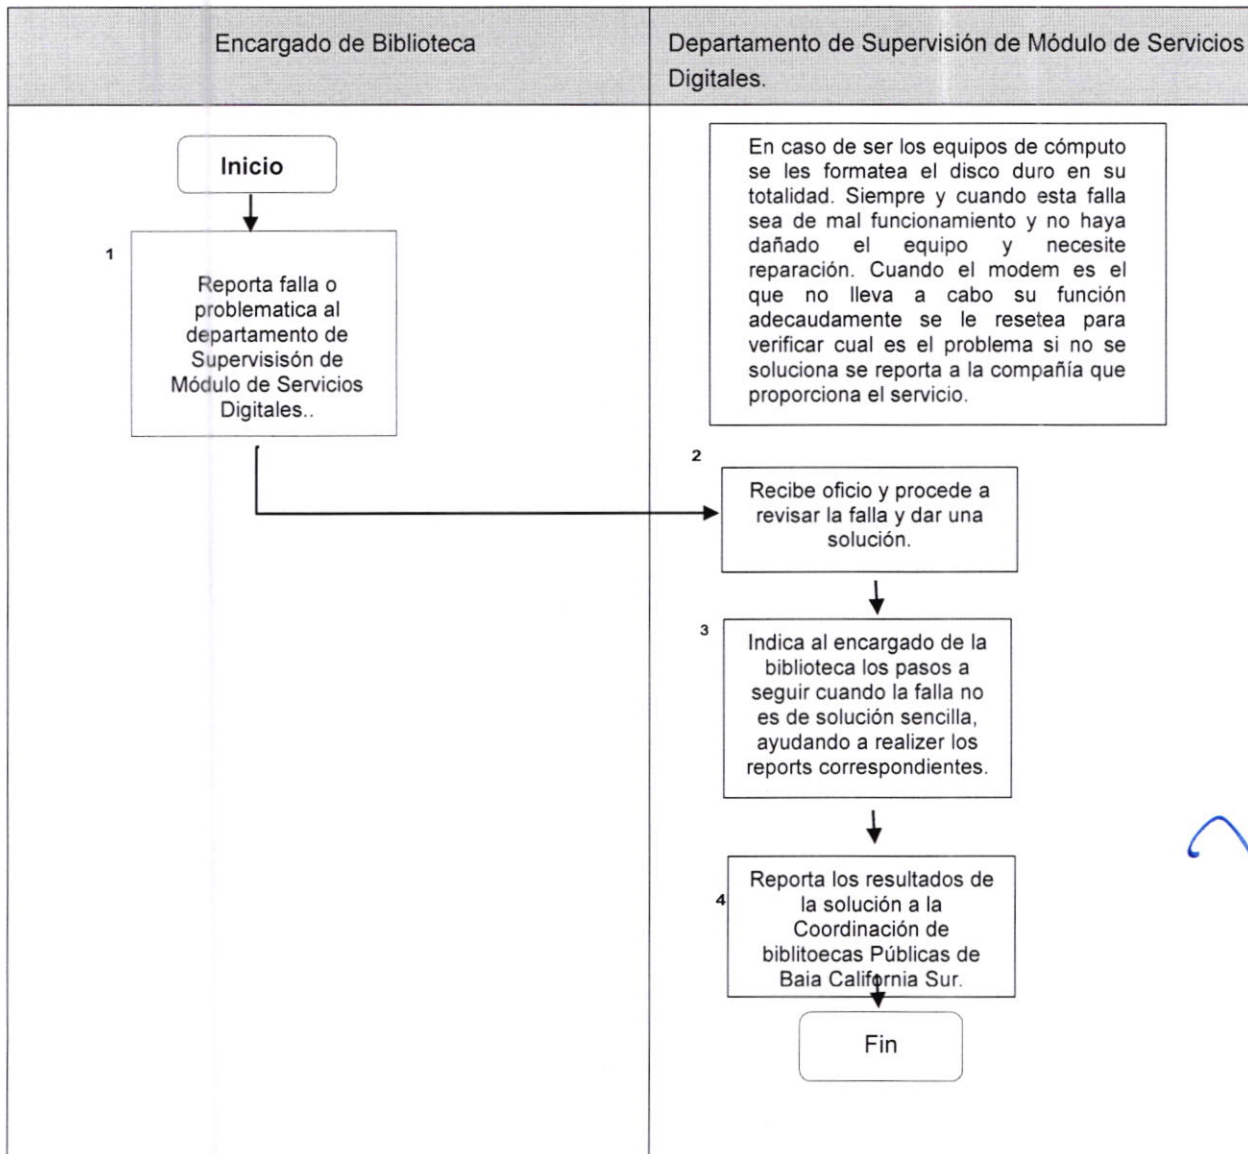 Encargado de Biblioteca
Departamento de Supervisión de Módulo de Servicios
Digitales.
Inicio
1
Reporta falla o
problematica al
departamento de
Supervisisón de
Módulo de Servicios
Digitales..
En caso de ser los equipos de cómputo
se les formatea el disco duro en su
totalidad. Siempre y cuando esta falla
sea de mal funcionamiento y no haya
dañado el equipo y necesite
reparación. Cuando el modem es el
que no lleva a cabo su función
adecaudamente se le resetea para
verificar cual es el problema si no se
soluciona se reporta a la compañía que
proporciona el servicio.
2
Recibe oficio y procede a
revisar la falla y dar una
solución.
3
Indica al encargado de la
biblioteca los pasos a
seguir cuando la falla no
es de solución sencilla,
ayudando a realizer los
reports correspondientes.
4
Reporta los resultados de
la solución a la
Coordinación de
biblitoecas Públicas de
Baia California Sur.
Fin